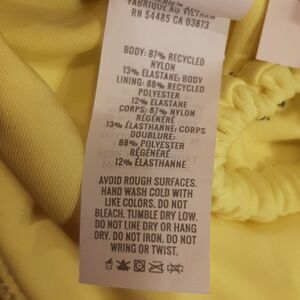 FABRIQUÉ AU VIETNAM
RN 54485 CA 03873
BODY: 87% RECYCLED
NYLON
13% ELASTANE; BODY
LINING: 88% RECYCLED
POLYESTER
12% ELASTANE
CORPS: 87% NYLON
RÉGÉNÉRÉ
13% ÉLASTHANNE; CORPS
DOUBLURE:
88% POLYESTER
RÉGÉNÉRÉ
12% ÉLASTHANNE
AVOID ROUGH SURFACES.
HAND WASH COLD WITH
LIKE COLORS. DO NOT
BLEACH. TUMBLE DRY LOW.
DO NOT LINE DRY OR HANG
DRY. DO NOT IRON. DO NOT
WRING OR TWIST.